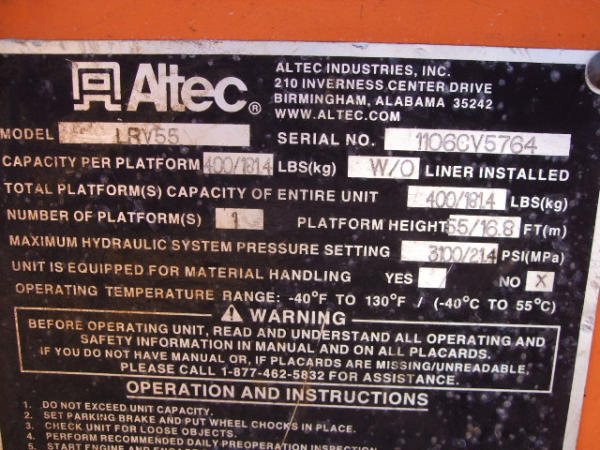 Altec®
ALTEC INDUSTRIES, INC.
210 INVERNESS CENTER DRIVE
BIRMINGHAM, ALABAMA 35242
WWW.ALTEC.COM
MODEL LRV55 SERIAL NO. 1106CV5764
CAPACITY PER PLATFORM 400/181.4 LBS(kg) W/O LINER INSTALLED
TOTAL PLATFORM(S) CAPACITY OF ENTIRE UNIT 400/181.4 LBS(kg)
NUMBER OF PLATFORM(S) 1 PLATFORM HEIGHT 55/16.8 FT(m)
MAXIMUM HYDRAULIC SYSTEM PRESSURE SETTING 3100/21.4 PSI(MPa)
UNIT IS EQUIPPED FOR MATERIAL HANDLING YES NO X
OPERATING TEMPERATURE RANGE: -40°F TO 130°F / (-40°C TO 55°C)
WARNING
BEFORE OPERATING UNIT, READ AND UNDERSTAND ALL OPERATING AND
SAFETY INFORMATION IN MANUAL AND ON ALL PLACARDS.
IF YOU DO NOT HAVE MANUAL OR, IF PLACARDS ARE MISSING/UNREADABLE,
PLEASE CALL 1-877-462-5832 FOR ASSISTANCE.
OPERATION AND INSTRUCTIONS
1. DO NOT EXCEED UNIT CAPACITY.
2. SET PARKING BRAKE AND PUT WHEEL CHOCKS IN PLACE.
3. CHECK UNIT FOR LOOSE OBJECTS.
4. PERFORM RECOMMENDED DAILY PREOPERATION INSPECTION.
5. START ENGINE AND